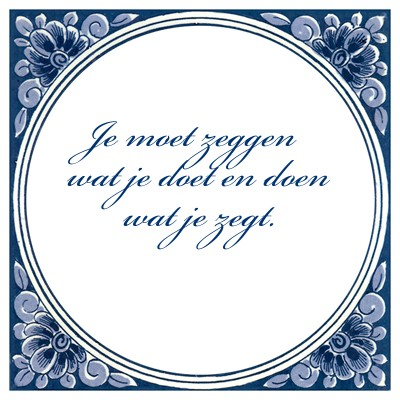 Je moet zeggen
wat je doet en doen
wat je zegt.